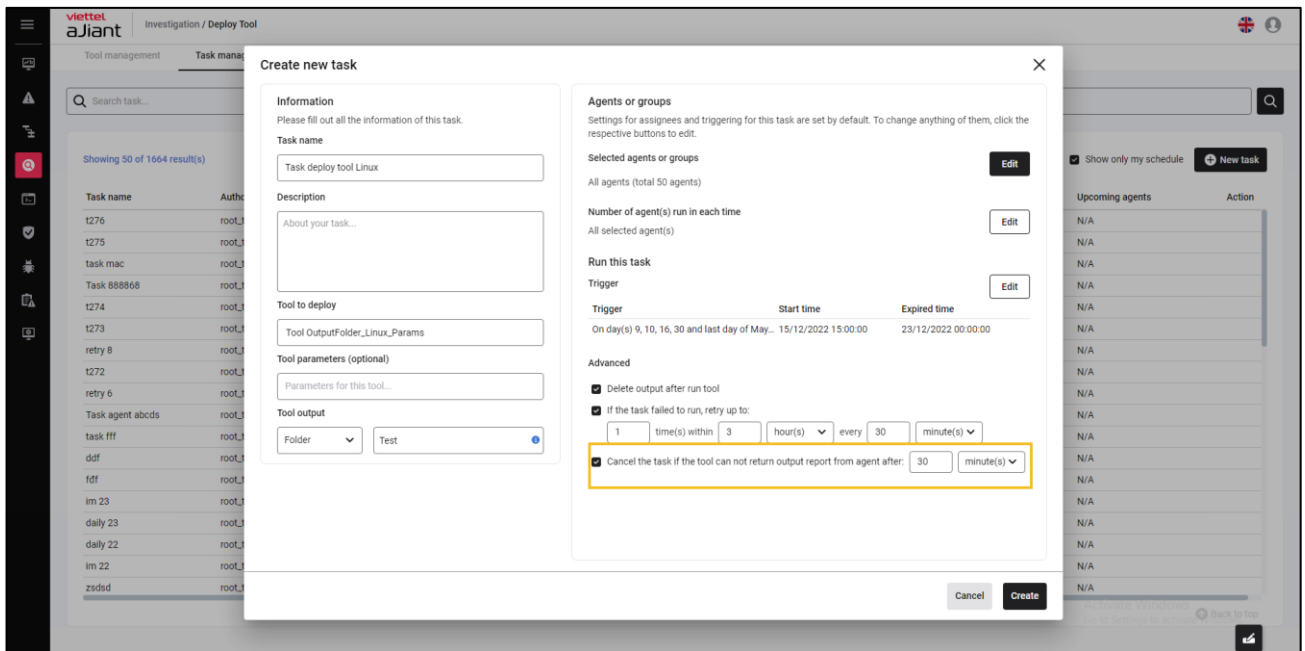 viettel
aJiant
Investigation / Deploy Tool
Tool management
Task manag
Search task...
Showing 50 of 1664 result(s)
Show only my schedule
New task
Task name Autho Upcoming agents Action
t276 root_t N/A
t275 root_t N/A
task mac root_t N/A
Task 888868 root_t N/A
t274 root_t N/A
t273 root_t N/A
retry 8 root_t N/A
t272 root_t N/A
retry 6 root_t N/A
Task agent abcds root_t N/A
task fff root_t N/A
ddf root_t N/A
fdf root_t N/A
im 23 root_t N/A
daily 23 root_t N/A
daily 22 root_t N/A
im 22 root_t N/A
zsdsd root_t N/A
Create new task
Information
Please fill out all the information of this task.
Task name
Task deploy tool Linux
Description
About your task...
Tool to deploy
Tool OutputFolder_Linux_Params
Tool parameters (optional)
Parameters for this tool...
Tool output
Folder Test
Agents or groups
Settings for assignees and triggering for this task are set by default. To change anything of them, click the
respective buttons to edit.
Selected agents or groups
Edit
All agents (total 50 agents)
Number of agent(s) run in each time
Edit
All selected agent(s)
Run this task
Trigger
Edit
Trigger Start time Expired time
On day(s) 9, 10, 16, 30 and last day of May... 15/12/2022 15:00:00 23/12/2022 00:00:00
Advanced
Delete output after run tool
If the task failed to run, retry up to:
1 time(s) within 3 hour(s) every 30 minute(s)
Cancel the task if the tool can not return output report from agent after: 30 minute(s)
Cancel
Create
Activate Windows
Go to Settings to activate
Back to top